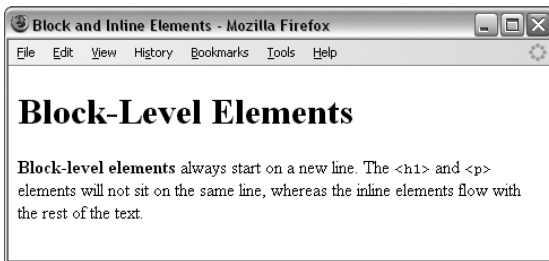 Block and Inline Elements - Mozilla Firefox
File Edit View History Bookmarks Tools Help
Block-Level Elements
Block-level elements always start on a new line. The <h1> and <p>
elements will not sit on the same line, whereas the inline elements flow with
the rest of the text.